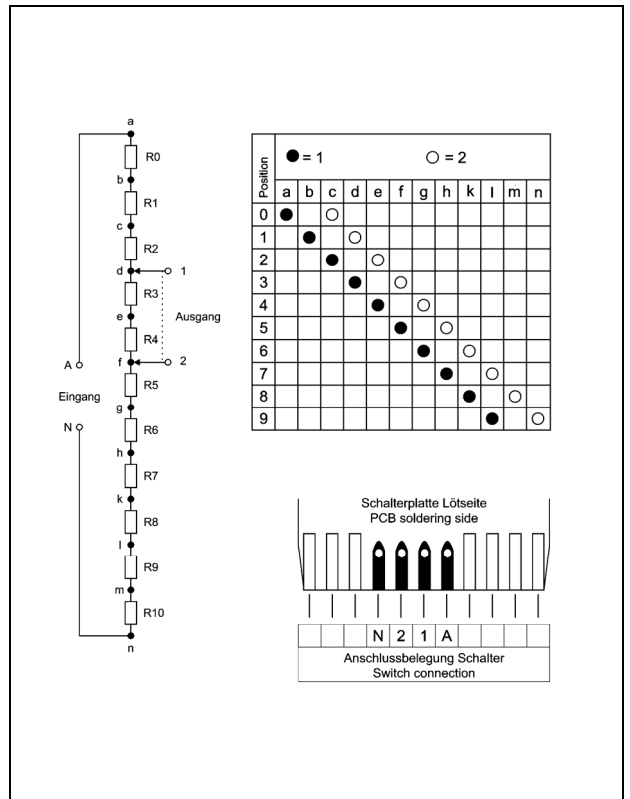 a
R0
b
R1
c
R2
d
1
R3
e
Ausgang
R4
A
f
2
R5
Eingang
g
R6
N
h
R7
k
R8
l
R9
m
R10
n
Position
= 1
= 2
a b c d e f g h k l m n
0
1
2
3
4
5
6
7
8
9
Schalterplatte Lötseite
PCB soldering side
N 2 1 A
Anschlussbelegung Schalter
Switch connection